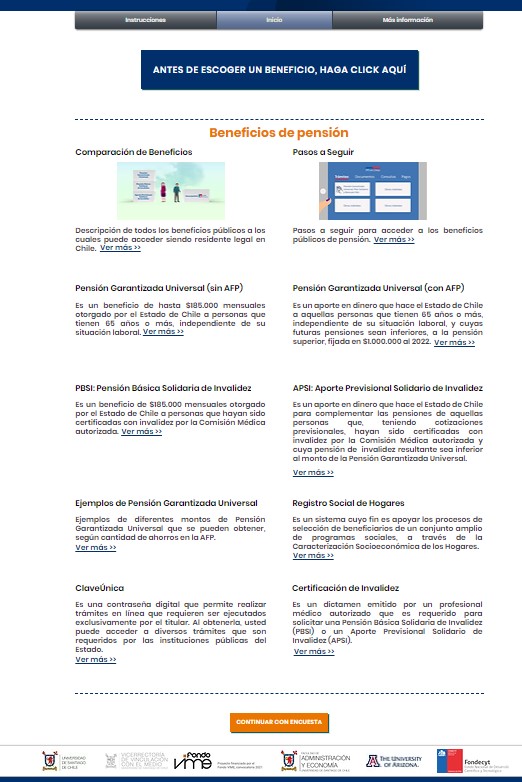 Instrucciones
Inicio
Más información
ANTES DE ESCOGER UN BENEFICIO, HAGA CLICK AQUÍ
Beneficios de pensión
Comparación de Beneficios
Descripción de todos los beneficios públicos a los
cuales puede acceder siendo residente legal en
Chile. Ver más >>
Pasos a Seguir
Pasos a seguir para acceder a los beneficios
públicos de pensión. Ver más >>
Pensión Garantizada Universal (sin AFP)
Es un beneficio de hasta $185.000 mensuales
otorgado por el Estado de Chile a personas que
tienen 65 años o más, independiente de su
situación laboral. Ver más >>
Pensión Garantizada Universal (con AFP)
Es un aporte en dinero que hace el Estado de Chile
a aquellas personas que tienen 65 años o más,
independiente de su situación laboral, y cuyas
futuras pensiones sean inferiores, a la pensión
superior, fijada en $1.000.000 al 2022. Ver más >>
PBSI: Pensión Básica Solidaria de Invalidez
Es un beneficio de $185.000 mensuales otorgado
por el Estado de Chile a personas que hayan sido
certificadas con invalidez por la Comisión Médica
autorizada. Ver más >>
APSI: Aporte Previsional Solidario de Invalidez
Es un aporte en dinero que hace el Estado de Chile
para complementar las pensiones de aquellas
personas que, teniendo cotizaciones
previsionales, hayan sido certificadas con
invalidez por la Comisión Médica autorizada y
cuya pensión de invalidez resultante sea inferior
al monto de la Pensión Garantizada Universal.
Ver más >>
Ejemplos de Pensión Garantizada Universal
Ejemplos de diferentes montos de Pensión
Garantizada Universal que se pueden obtener,
según cantidad de ahorros en la AFP.
Ver más >>
Registro Social de Hogares
Es un sistema cuyo fin es apoyar los procesos de
selección de beneficiarios de un conjunto amplio
de programas sociales, a través de la
Caracterización Socioeconómica de los Hogares.
Ver más >>
ClaveÚnica
Es una contraseña digital que permite realizar
trámites en línea que requieren ser ejecutados
exclusivamente por el titular. Al obtenerla, usted
puede acceder a diversos trámites que son
requeridos por las instituciones públicas del
Estado.
Ver más >>
Certificación de Invalidez
Es un dictamen emitido por un profesional
médico autorizado que es requerido para
solicitar una Pensión Básica Solidaria de Invalidez
(PBSI) o un Aporte Previsional Solidario de
Invalidez (APSI).
Ver más >>
CONTINUAR CON ENCUESTA
UNIVERSIDAD
DE SANTIAGO
DE CHILE
VICERRECTORÍA
DE VINCULACIÓN
CON EL MEDIO
fondo
vme
ADMINISTRACIÓN
Y ECONOMÍA
THE UNIVERSITY
OF ARIZONA
Fondecyt